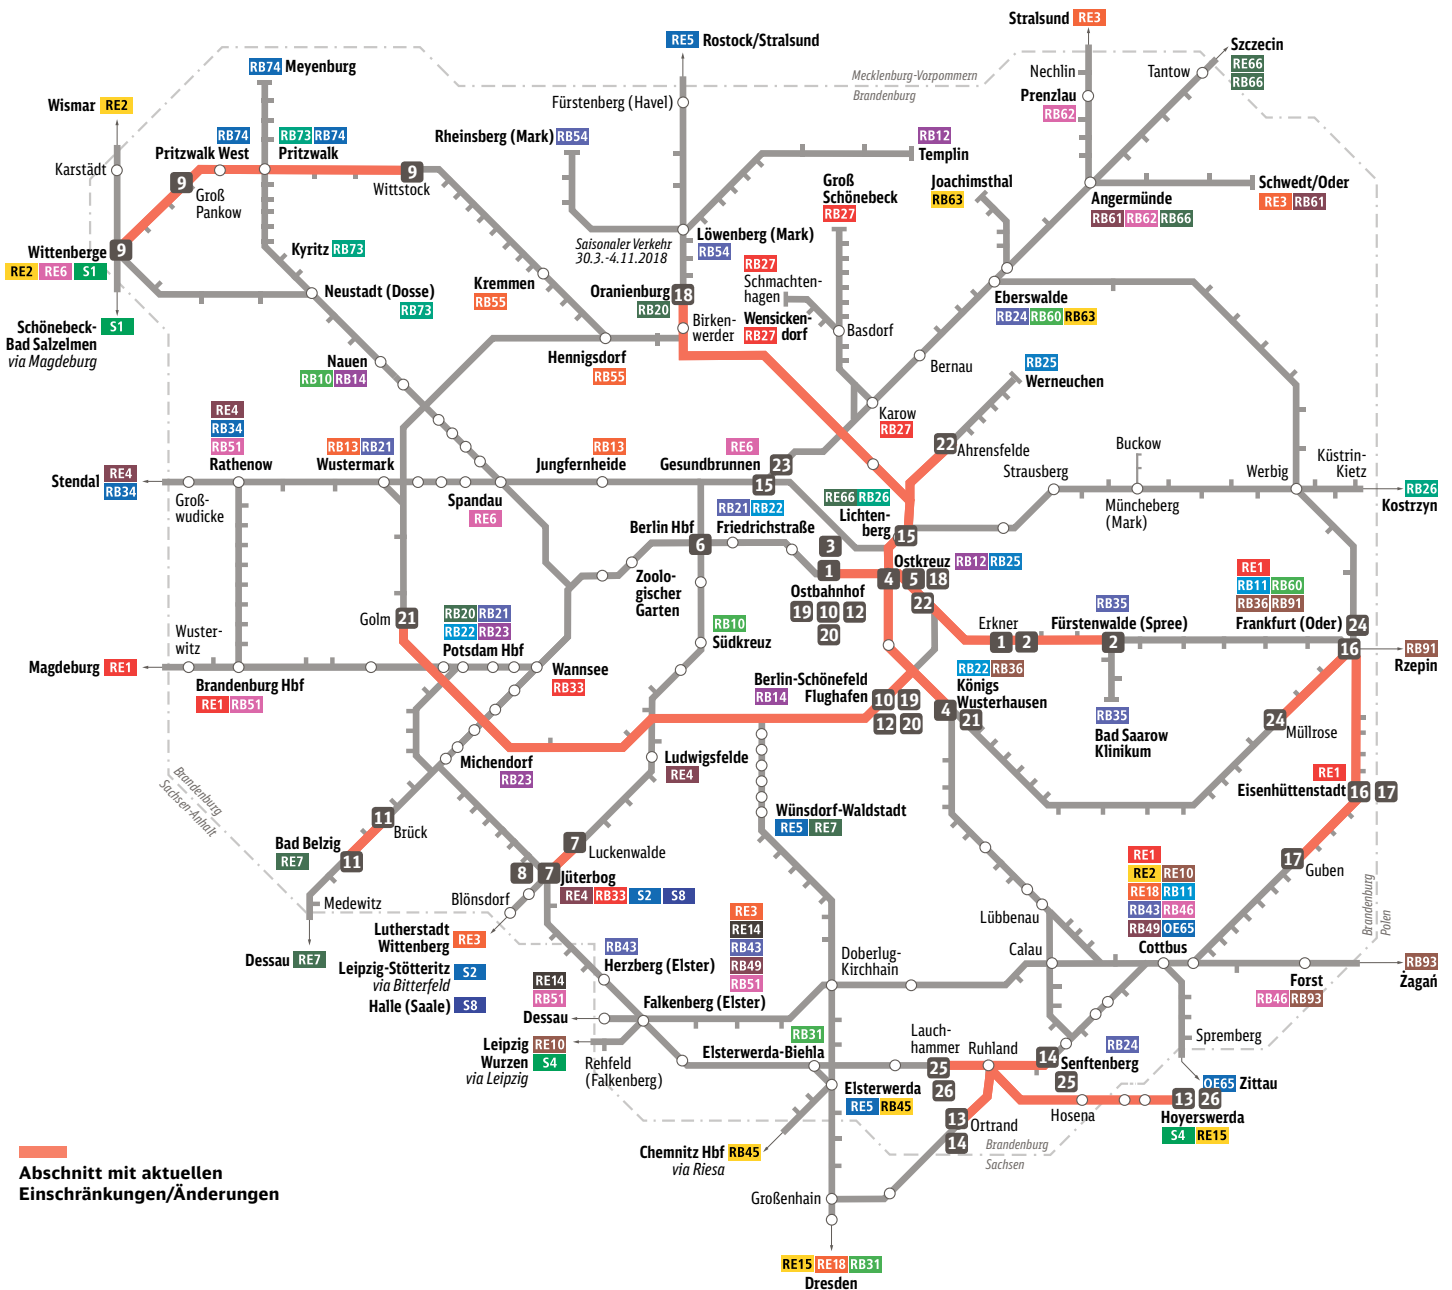 Stralsund RE3
RE5 Rostock/Stralsund
Szczecin
RE66
RB66
Nechlin
Tantow
Prenzlau
RB62
Mecklenburg-Vorpommern
Brandenburg
RB74 Meyenburg
Wismar RE2
Fürstenberg (Havel)
RB74
Pritzwalk West
RB73 RB74
Pritzwalk
Rheinsberg (Mark) RB54
RB12
Templin
Karstädt
9
Groß
Pankow
9
Wittstock
Groß
Schönebeck
RB27
Joachimsthal
RB63
Angermünde
RB61 RB62 RB66
Schwedt/Oder
RE3 RB61
Wittenberge
9
RE2 RE6 S1
Kyritz RB73
Saisonaler Verkehr
30.3.-4.11.2018
Löwenberg (Mark)
RB54
RB27
Schmachten-
hagen
Wensicken-
dorf
RB27
Neustadt (Dosse)
RB73
Kremmen
RB55
Oranienburg
RB20
18
Birken-
werder
Basdorf
Eberswalde
RB24 RB60 RB63
Schönebeck-
Bad Salzelmen
via Magdeburg
S1
Nauen
RB10 RB14
Hennigsdorf
RB55
Bernau
RB25
Werneuchen
Karow
RB27
RE4
RB34
RB51
Rathenow
RB13 RB21
Wustermark
RB13
Jungfernheide
RE6
Gesundbrunnen
23
15
22
Ahrensfelde
Buckow
Strausberg
Werbig
Küstrin-
Kietz
Stendal
RE4
RB34
Groß-
wudicke
Spandau
RE6
RB21 RB22
Friedrichstraße
RE66 RB26
Lichten-
berg
15
Müncheberg
(Mark)
RB26
Kostrzyn
Berlin Hbf
6
3
1
Ostbahnhof
19 10 12
20
Ostkreuz RB12 RB25
4 5 18
22
Zoolo-
gischer
Garten
Golm
21
RB20 RB21
RB22 RB23
Potsdam Hbf
RB10
Südkreuz
Erkner
1 2
RB35
Fürstenwalde (Spree)
2
RE1
RB11 RB60
RB36 RB91
Frankfurt (Oder)
24
16
RB91
Rzepin
Wuster-
witz
Magdeburg RE1
Brandenburg Hbf
RE1 RB51
Wannsee
RB33
Berlin-Schönefeld
Flughafen
RB14
10 19
12 20
RB22 RB36
Königs
Wusterhausen
4
21
RB35
Bad Saarow
Klinikum
24
Müllrose
Michendorf
RB23
Ludwigsfelde
RE4
RE1
Eisenhüttenstadt
16 17
Brandenburg
Sachsen-Anhalt
11
Brück
Bad Belzig
RE7
11
Wünsdorf-Waldstadt
RE5 RE7
7
Luckenwalde
8 7
Jüterbog
RE4 RB33 S2 S8
17
Guben
Medewitz
Blönsdorf
Lutherstadt
Wittenberg
RE3
Leipzig-Stötteritz
via Bitterfeld
S2
Halle (Saale) S8
Dessau RE7
RE3
RE14
RB43
RB49
RB51
RB43
Herzberg (Elster)
Falkenberg (Elster)
RE14
RB51
Dessau
Leipzig RE10
Wurzen S4
via Leipzig
Rehfeld
(Falkenberg)
Doberlug-
Kirchhain
Lübbenau
Calau
RE1
RE2 RE10
RE18 RB11
RB43 RB46
RB49 OE65
Cottbus
Brandenburg
Polen
Forst
RB46 RB93
RB93
Żagań
Spremberg
RB31
Elsterwerda-Biehla
Elsterwerda
RE5 RB45
Lauch-
hammer
25
26
Ruhland
14
RB24
Senftenberg
25
OE65 Zittau
Hosena
13 26
Hoyerswerda
S4 RE15
13
14
Ortrand
Brandenburg
Sachsen
Chemnitz Hbf RB45
via Riesa
Großenhain
RE15 RE18 RB31
Dresden
Abschnitt mit aktuellen
Einschränkungen/Änderungen